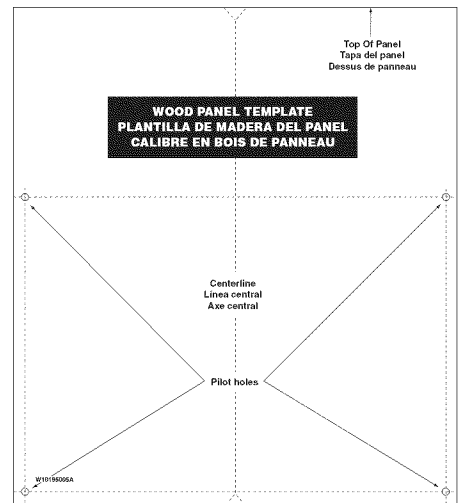 Top Of Panel
Tapa del panel
Dessus de panneau
WOOD PANEL TEMPLATE
PLANTILLA DE MADERA DEL PANEL
CALIBRE EN BOIS DE PANNEAU
Centerline
Línea central
Axe central
Pilot holes
W10195005A